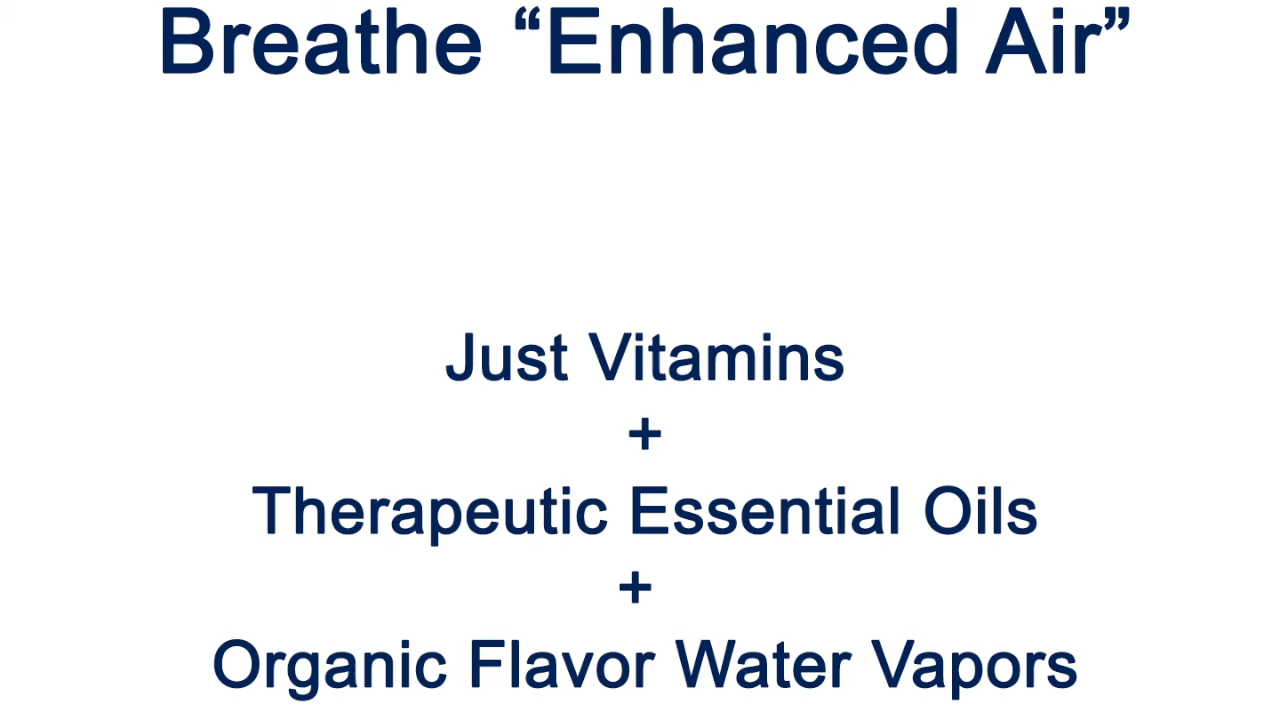 Breathe “Enhanced Air”
Just Vitamins
+
Therapeutic Essential Oils
+
Organic Flavor Water Vapors